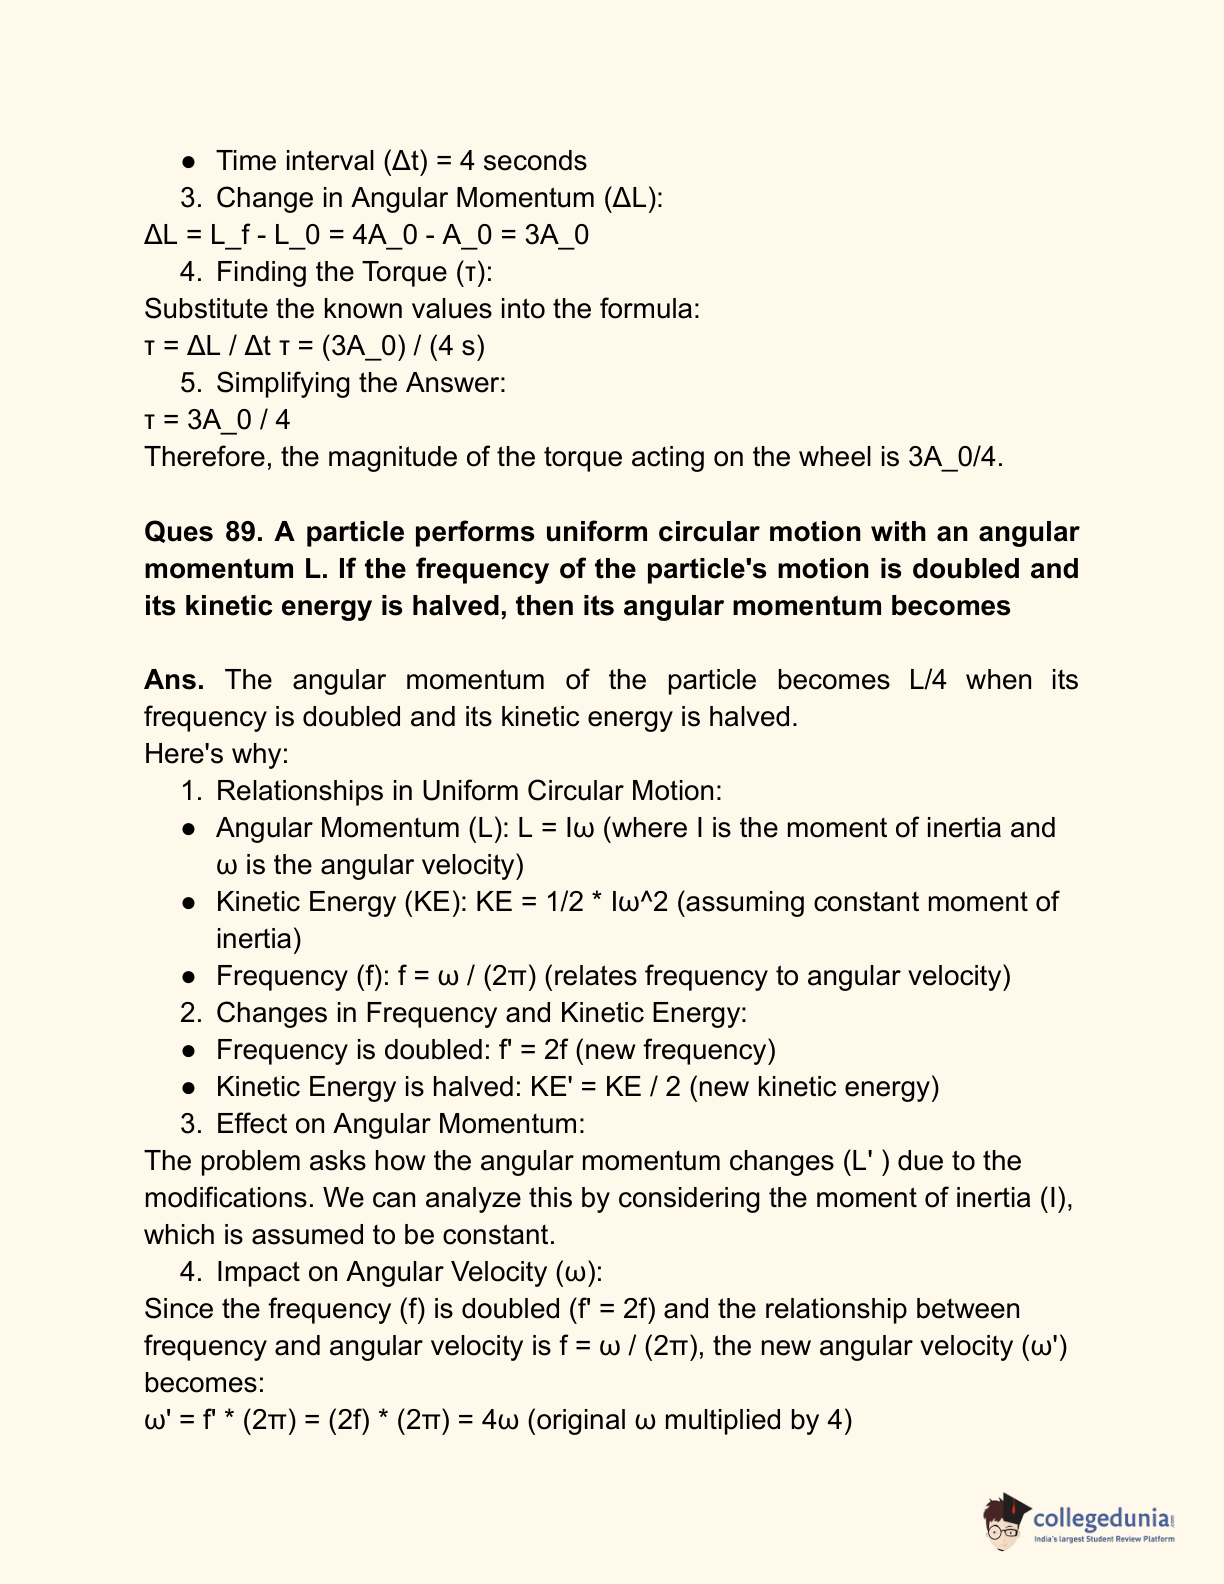 ● Time interval (Δt) = 4 seconds
3. Change in Angular Momentum (ΔL):
ΔL = L_f - L_0 = 4A_0 - A_0 = 3A_0
4. Finding the Torque (τ):
Substitute the known values into the formula:
τ = ΔL / Δt τ = (3A_0) / (4 s)
5. Simplifying the Answer:
τ = 3A_0 / 4
Therefore, the magnitude of the torque acting on the wheel is 3A_0/4.
Ques 89. A particle performs uniform circular motion with an angular
momentum L. If the frequency of the particle's motion is doubled and
its kinetic energy is halved, then its angular momentum becomes
Ans. The angular momentum of the particle becomes L/4 when its
frequency is doubled and its kinetic energy is halved.
Here's why:
1. Relationships in Uniform Circular Motion:
● Angular Momentum (L): L = Iω (where I is the moment of inertia and
ω is the angular velocity)
● Kinetic Energy (KE): KE = 1/2 * Iω^2 (assuming constant moment of
inertia)
● Frequency (f): f = ω / (2π) (relates frequency to angular velocity)
2. Changes in Frequency and Kinetic Energy:
● Frequency is doubled: f' = 2f (new frequency)
● Kinetic Energy is halved: KE' = KE / 2 (new kinetic energy)
3. Effect on Angular Momentum:
The problem asks how the angular momentum changes (L' ) due to the
modifications. We can analyze this by considering the moment of inertia (I),
which is assumed to be constant.
4. Impact on Angular Velocity (ω):
Since the frequency (f) is doubled (f' = 2f) and the relationship between
frequency and angular velocity is f = ω / (2π), the new angular velocity (ω')
becomes:
ω' = f' * (2π) = (2f) * (2π) = 4ω (original ω multiplied by 4)
collegedunia.com
India's largest Student Review Platform